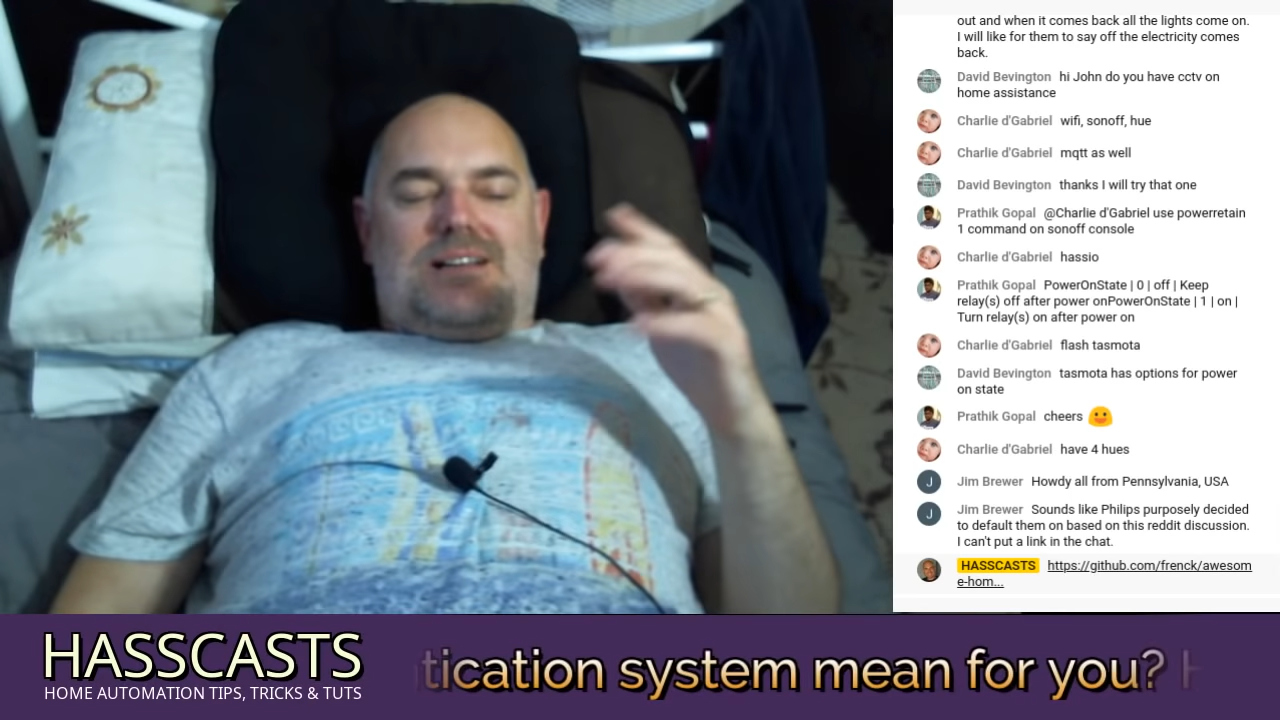 out and when it comes back all the lights come on.
I will like for them to say off the electricity comes
back.
David Bevington hi John do you have cctv on
home assistance
Charlie d'Gabriel wifi, sonoff, hue
Charlie d'Gabriel mqtt as well
David Bevington thanks I will try that one
Prathik Gopal @Charlie d'Gabriel use powerretain
1 command on sonoff console
Charlie d'Gabriel hassio
Prathik Gopal PowerOnState | 0 | off | Keep
relay(s) off after power onPowerOnState | 1 | on |
Turn relay(s) on after power on
Charlie d'Gabriel flash tasmota
David Bevington tasmota has options for power
on state
Prathik Gopal cheers
Charlie d'Gabriel have 4 hues
J Jim Brewer Howdy all from Pennsylvania, USA
J Jim Brewer Sounds like Philips purposely decided
to default them on based on this reddit discussion.
I can't put a link in the chat.
HASSCASTS https://github.com/frenck/awesom
e-hom...
HASSCASTS
HOME AUTOMATION TIPS, TRICKS & TUTS
tication system mean for you?